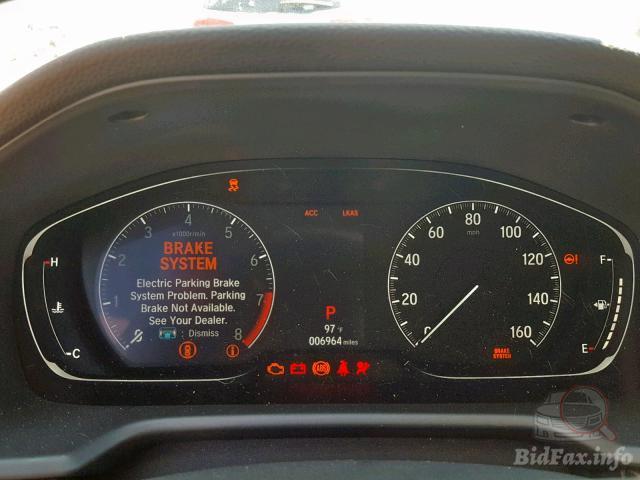 ACC LKAS
4
3 5
x1000r/min
2 6
1 7
8
BRAKE
SYSTEM
Electric Parking Brake
System Problem. Parking
Brake Not Available.
See Your Dealer.
: Dismiss
H
C
P
97 °F
006964 miles
ABS
80
60 100
mph
40 120
20 140
0 160
BRAKE
SYSTEM
F
E
BidFax.info